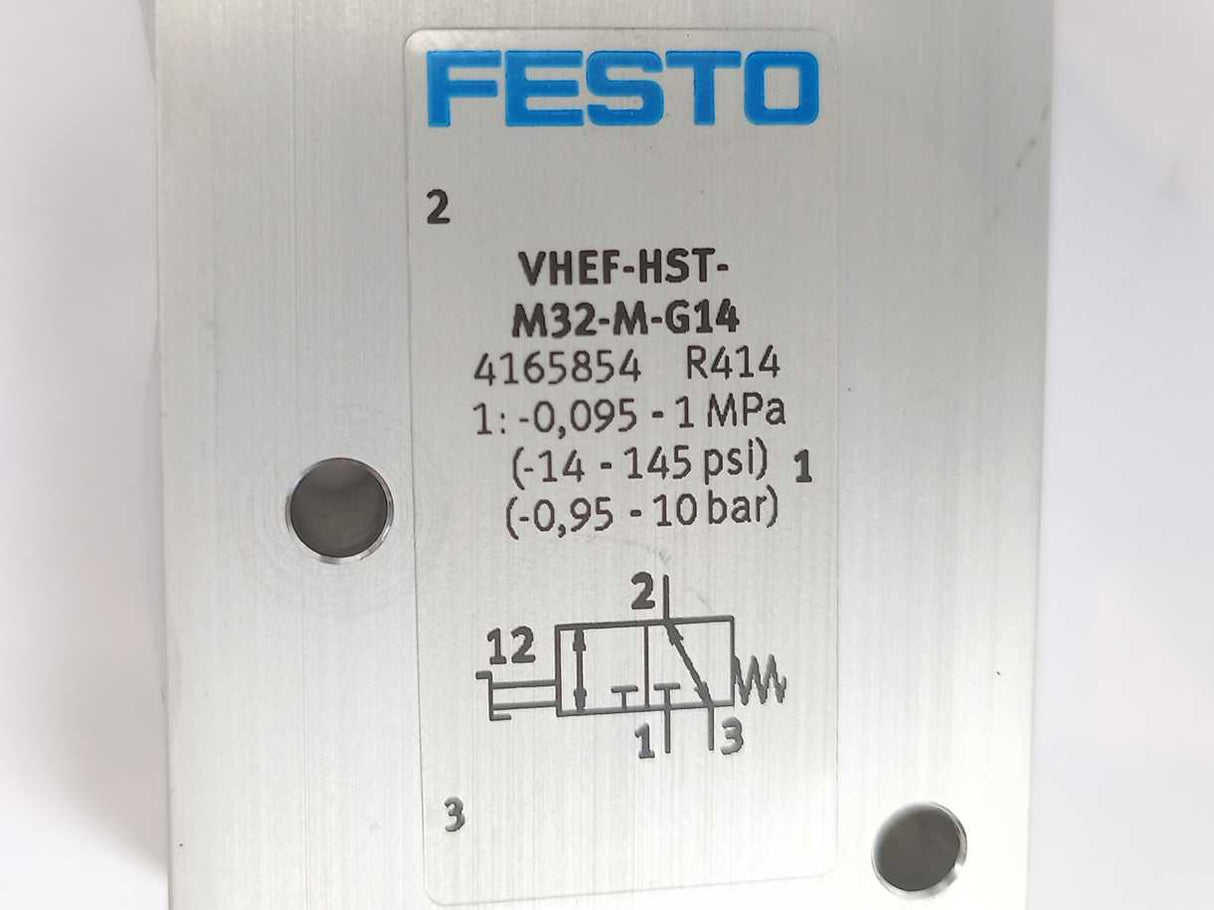 FESTO
2
VHEF-HST-
M32-M-G14
4165854 R414
1: -0,095 - 1 MPa
(-14 - 145 psi) 1
(-0,95 - 10 bar)
2
12
1 3
3